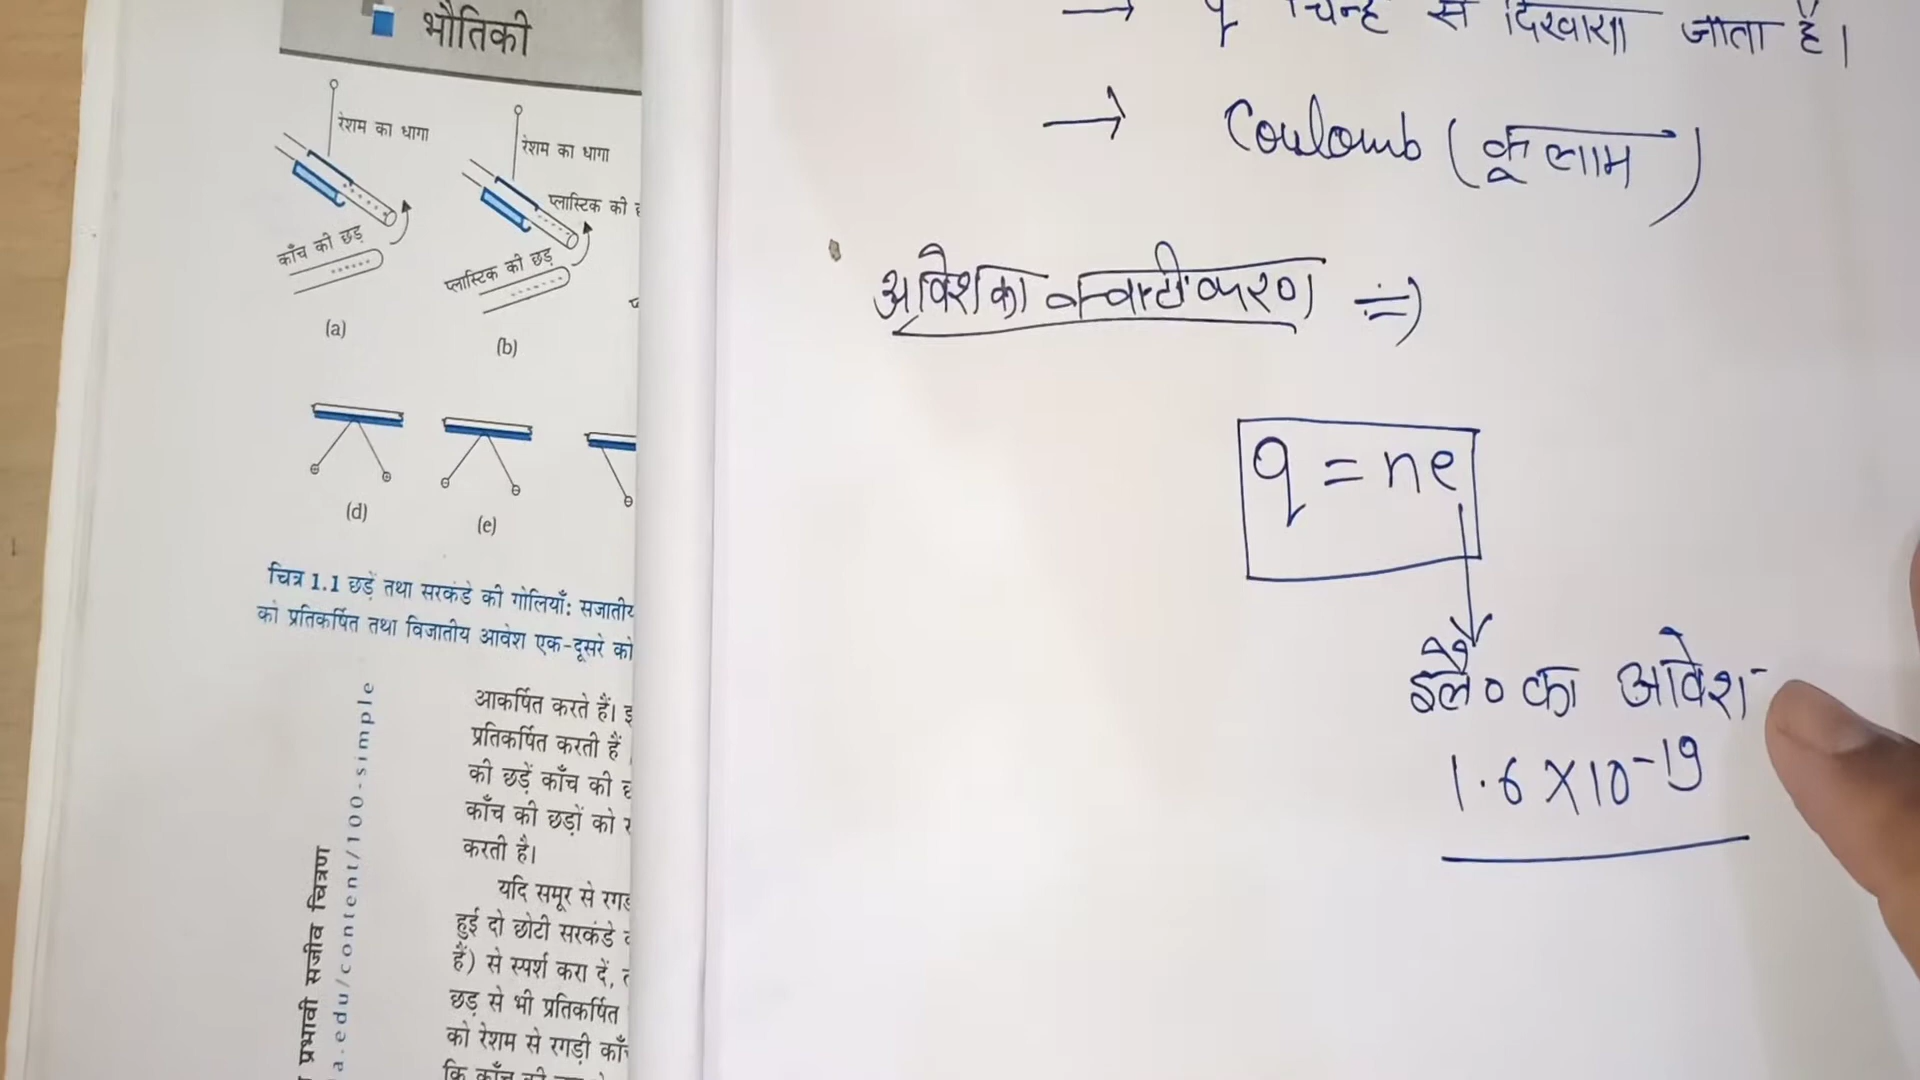 भौतिकी
रेशम का धागा
काँच की छड़
(a)
रेशम का धागा
प्लास्टिक की
प्लास्टिक की छड़
(b)
(d)
(e)
चित्र 1.1 छड़ें तथा सरकंडे की गोलियाँ: सजातीय
को प्रतिकर्षित तथा विजातीय आवेश एक-दूसरे को
आकर्षित करते हैं।
प्रतिकर्षित करती हैं
की छड़ें काँच की
काँच की छड़ों को
करती है।
यदि समूर से रगड़
हुई दो छोटी सरकंडे
हैं) से स्पर्श करा दें,
छड़ से भी प्रतिकर्षित
को रेशम से रगड़ी
कि काँच की
प्रभावी सजीव चित्रण
a.edu/content/100-simple
→ q चिन्ह से दिखाया जाता है।
→ Coulomb (कूलाम)
आवेश का क्वांटीकरण ⇒
q = ne
इलै० का आवेश
1.6 × 10⁻¹⁹